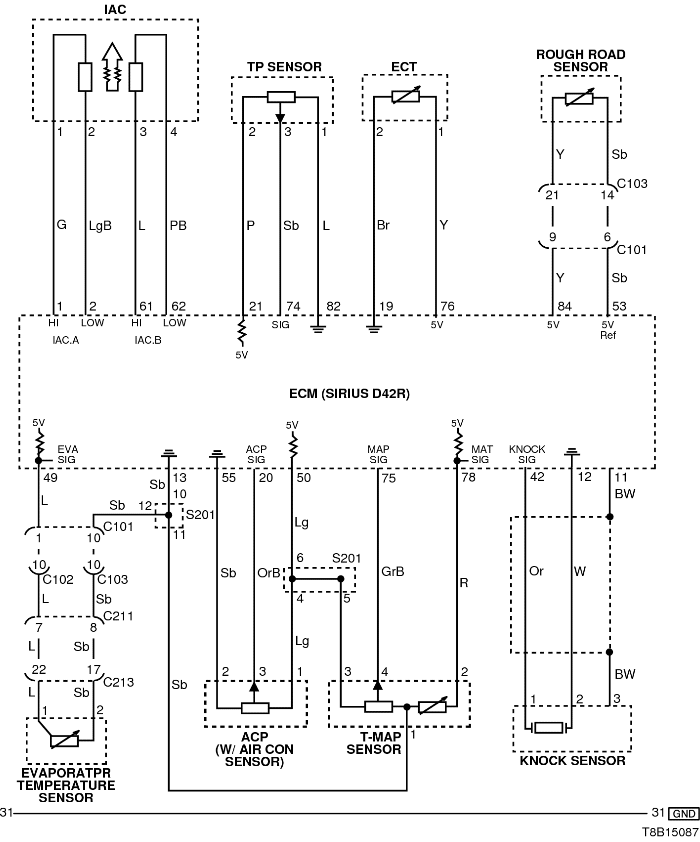 IAC
TP SENSOR
ECT
ROUGH ROAD
SENSOR
1 2 3 4
2 3 1
2 1
Y Sb
C103
21 14
G LgB L PB
P Sb L
Br Y
9 6
C101
Y Sb
1 2 61 62
21 74 82
19 76
84 53
HI LOW HI LOW
IAC.A IAC.B
5V
SIG
5V
5V 5V
Ref
ECM (SIRIUS D42R)
5V
EVA
SIG
ACP
SIG
5V
MAP
SIG
5V
MAT
SIG
KNOCK
SIG
49 13 55 20 50 75 78 42 12 11
L
Sb
10
Sb 12
S201
11
BW
C101
1 10
Lg
10 10
C102 C103
6
S201
4 5
L Sb
Sb OrB GrB R
Or W
C211
7 8
L Sb
Lg
22 17
C213
L Sb
Sb
2 3 1
3 4 2
BW
1 2
1 2 3
ACP
(W/ AIR CON
SENSOR)
T-MAP
SENSOR
1
KNOCK SENSOR
EVAPORATPR
TEMPERATURE
SENSOR
31 31 GND
T8B15087